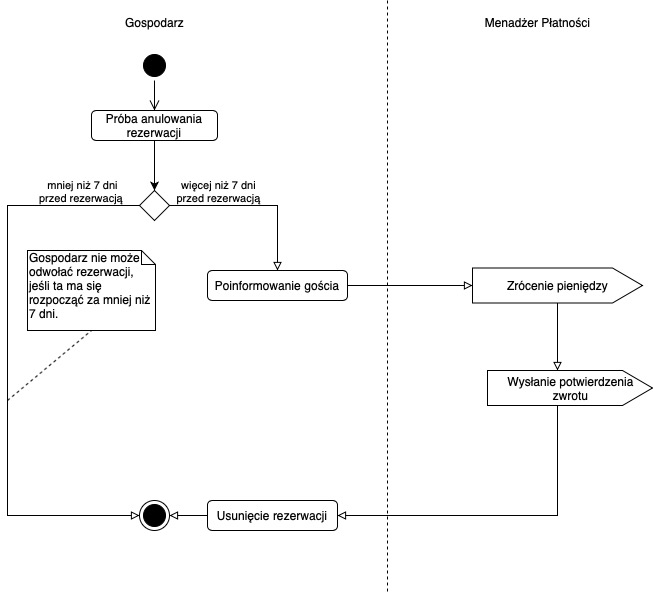 Gospodarz
Menadżer Płatności
Próba anulowania
rezerwacji
mniej niż 7 dni
przed rezerwacją
więcej niż 7 dni
przed rezerwacją
Gospodarz nie może
odwołać rezerwacji,
jeśli ta ma się
rozpocząć za mniej niż
7 dni.
Poinformowanie gościa
Zrócenie pieniędzy
Wysłanie potwierdzenia
zwrotu
Usunięcie rezerwacji